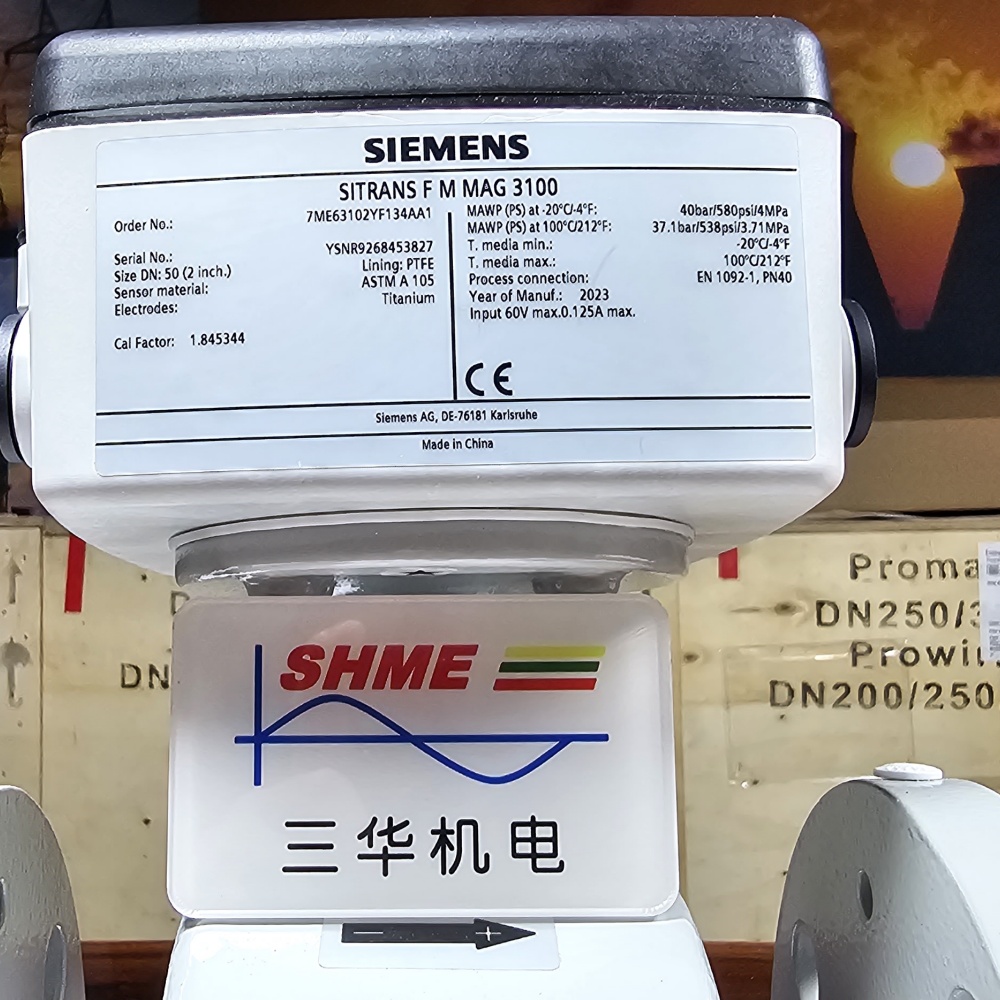 SIEMENS
SITRANS F M MAG 3100
Order No.: 7ME63102YF134AA1
Serial No.: YSNR9268453827
Size DN: 50 (2 inch.) Lining: PTFE
Sensor material: ASTM A 105
Electrodes: Titanium
Cal Factor: 1.845344
MAWP (PS) at -20°C/-4°F: 40bar/580psi/4MPa
MAWP (PS) at 100°C/212°F: 37.1bar/538psi/3.71MPa
T. media min.: -20°C/-4°F
T. media max.: 100°C/212°F
Process connection: EN 1092-1, PN40
Year of Manuf.: 2023
Input 60V max.0.125A max.
CE
Siemens AG, DE-76181 Karlsruhe
Made in China
Proma
DN250/3
Prowi
DN200/250
DN
SHME
三华机电
+